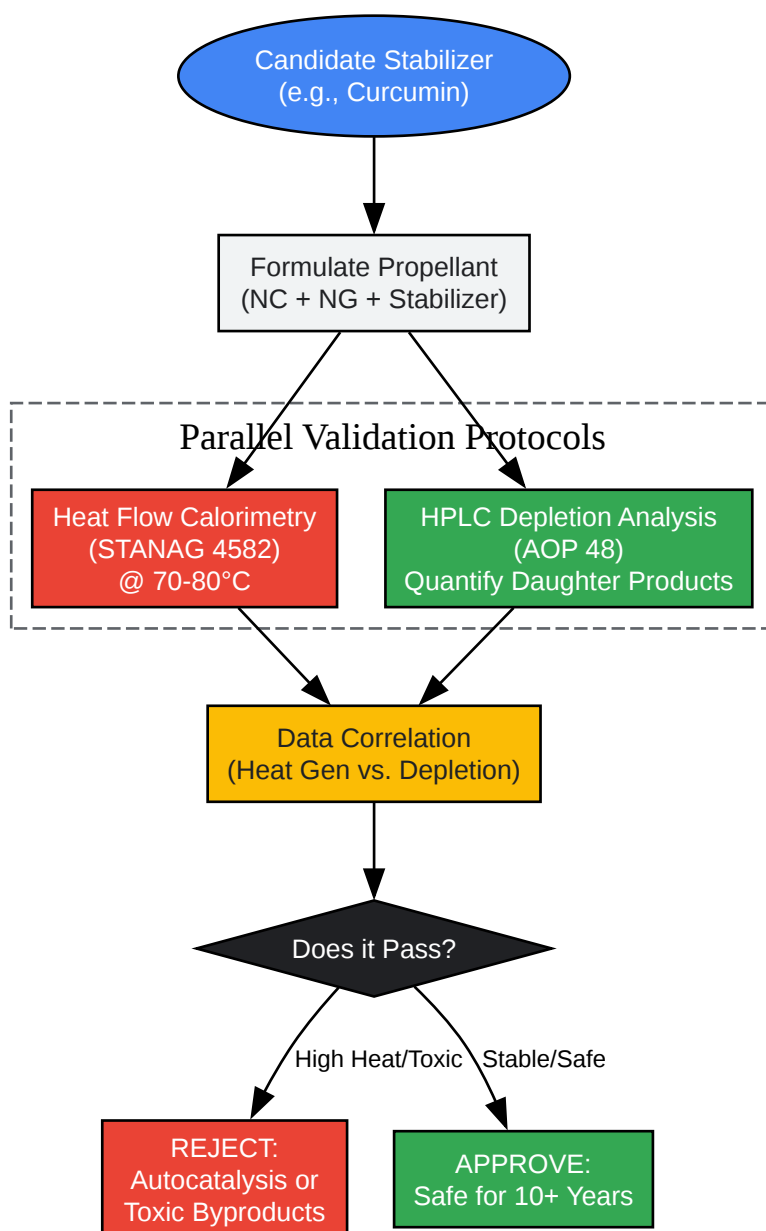 Candidate Stabilizer
(e.g., Curcumin)
Formulate Propellant
(NC + NG + Stabilizer)
Parallel Validation Protocols
Heat Flow Calorimetry
(STANAG 4582)
@ 70-80°C
HPLC Depletion Analysis
(AOP 48)
Quantify Daughter Products
Data Correlation
(Heat Gen vs. Depletion)
Does it Pass?
High Heat/Toxic
Stable/Safe
REJECT:
Autocatalysis or
Toxic Byproducts
APPROVE:
Safe for 10+ Years